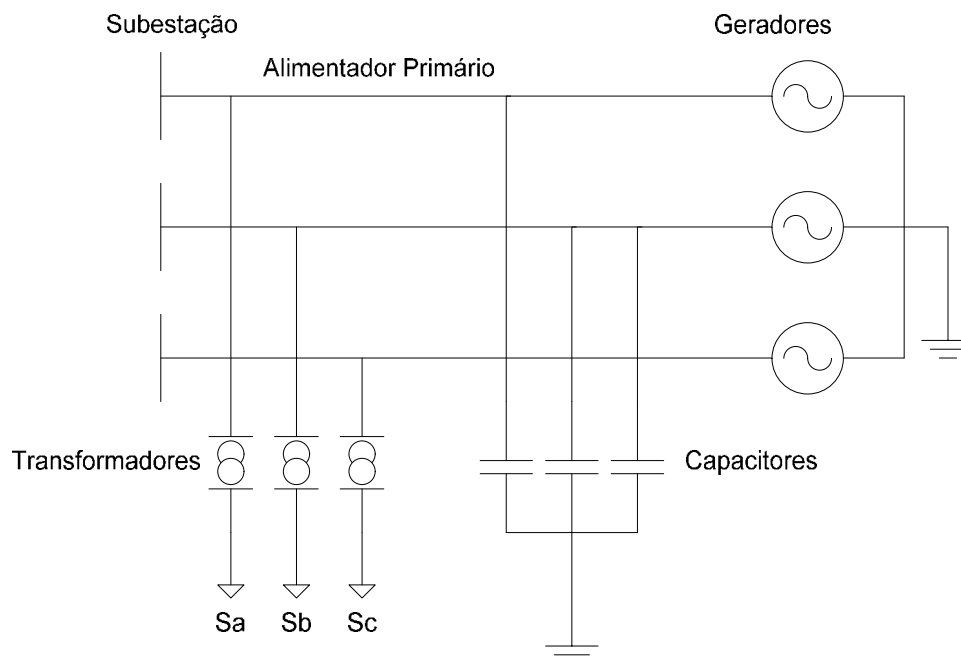 Subestação
Geradores
Alimentador Primário
Transformadores
Capacitores
Sa
Sb
Sc